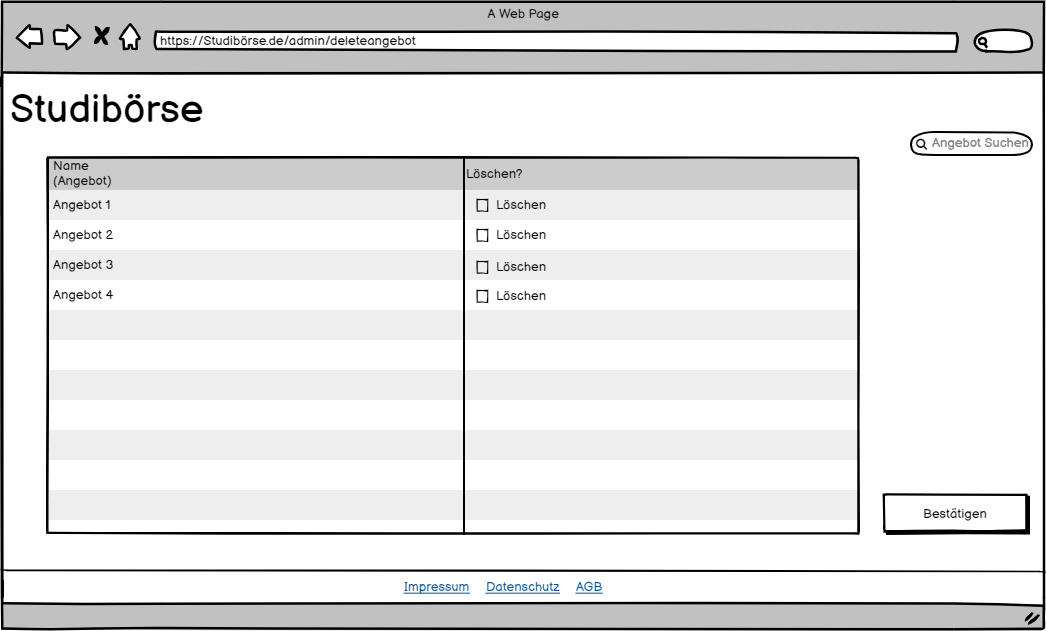 A Web Page
https://Studibörse.de/admin/deleteangebot
Studibörse
Angebot Suchen
Name
(Angebot)
Löschen?
Angebot 1
Löschen
Angebot 2
Löschen
Angebot 3
Löschen
Angebot 4
Löschen
Bestätigen
Impressum Datenschutz AGB